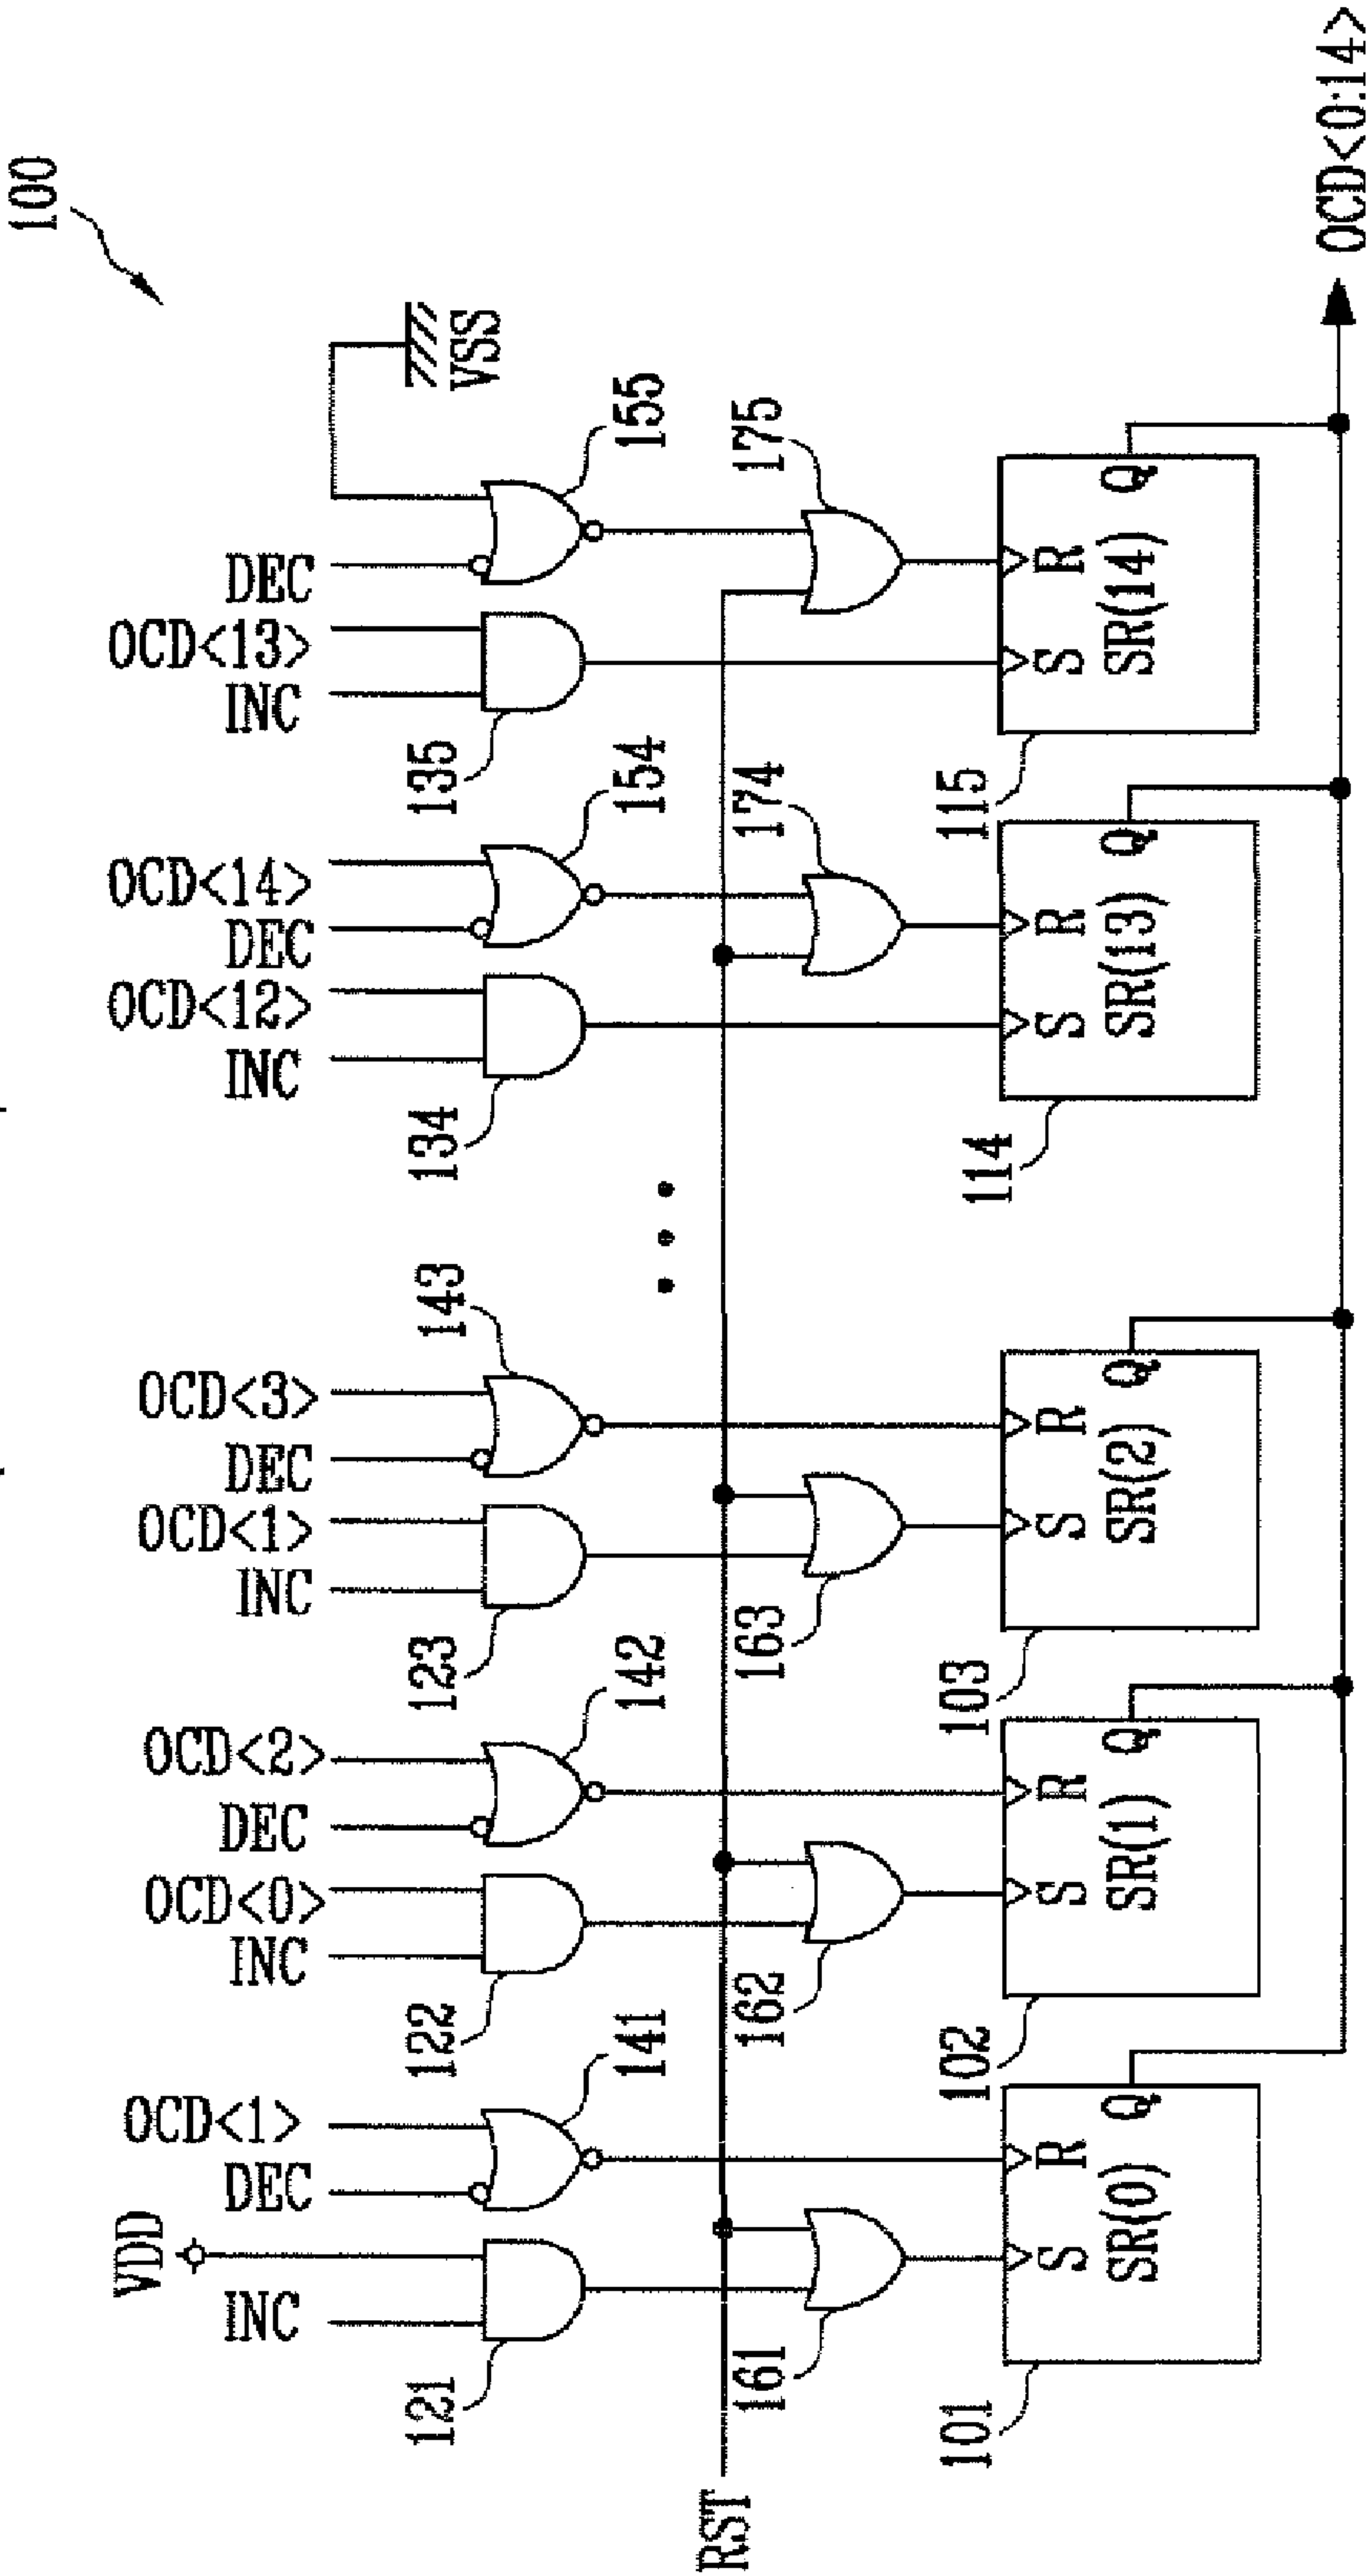 100
VDD
INC
DEC
OCD<1>
INC
OCD<0>
DEC
OCD<2>
INC
OCD<1>
DEC
OCD<3>
INC
OCD<12>
DEC
OCD<14>
INC
OCD<13>
DEC
VSS
121
141
122
142
123
143
134
154
135
155
RST
161
162
163
174
175
S
R
Q
SR(0)
101
S
R
Q
SR(1)
102
S
R
Q
SR(2)
103
S
R
Q
SR(13)
114
S
R
Q
SR(14)
115
OCD<0:14>